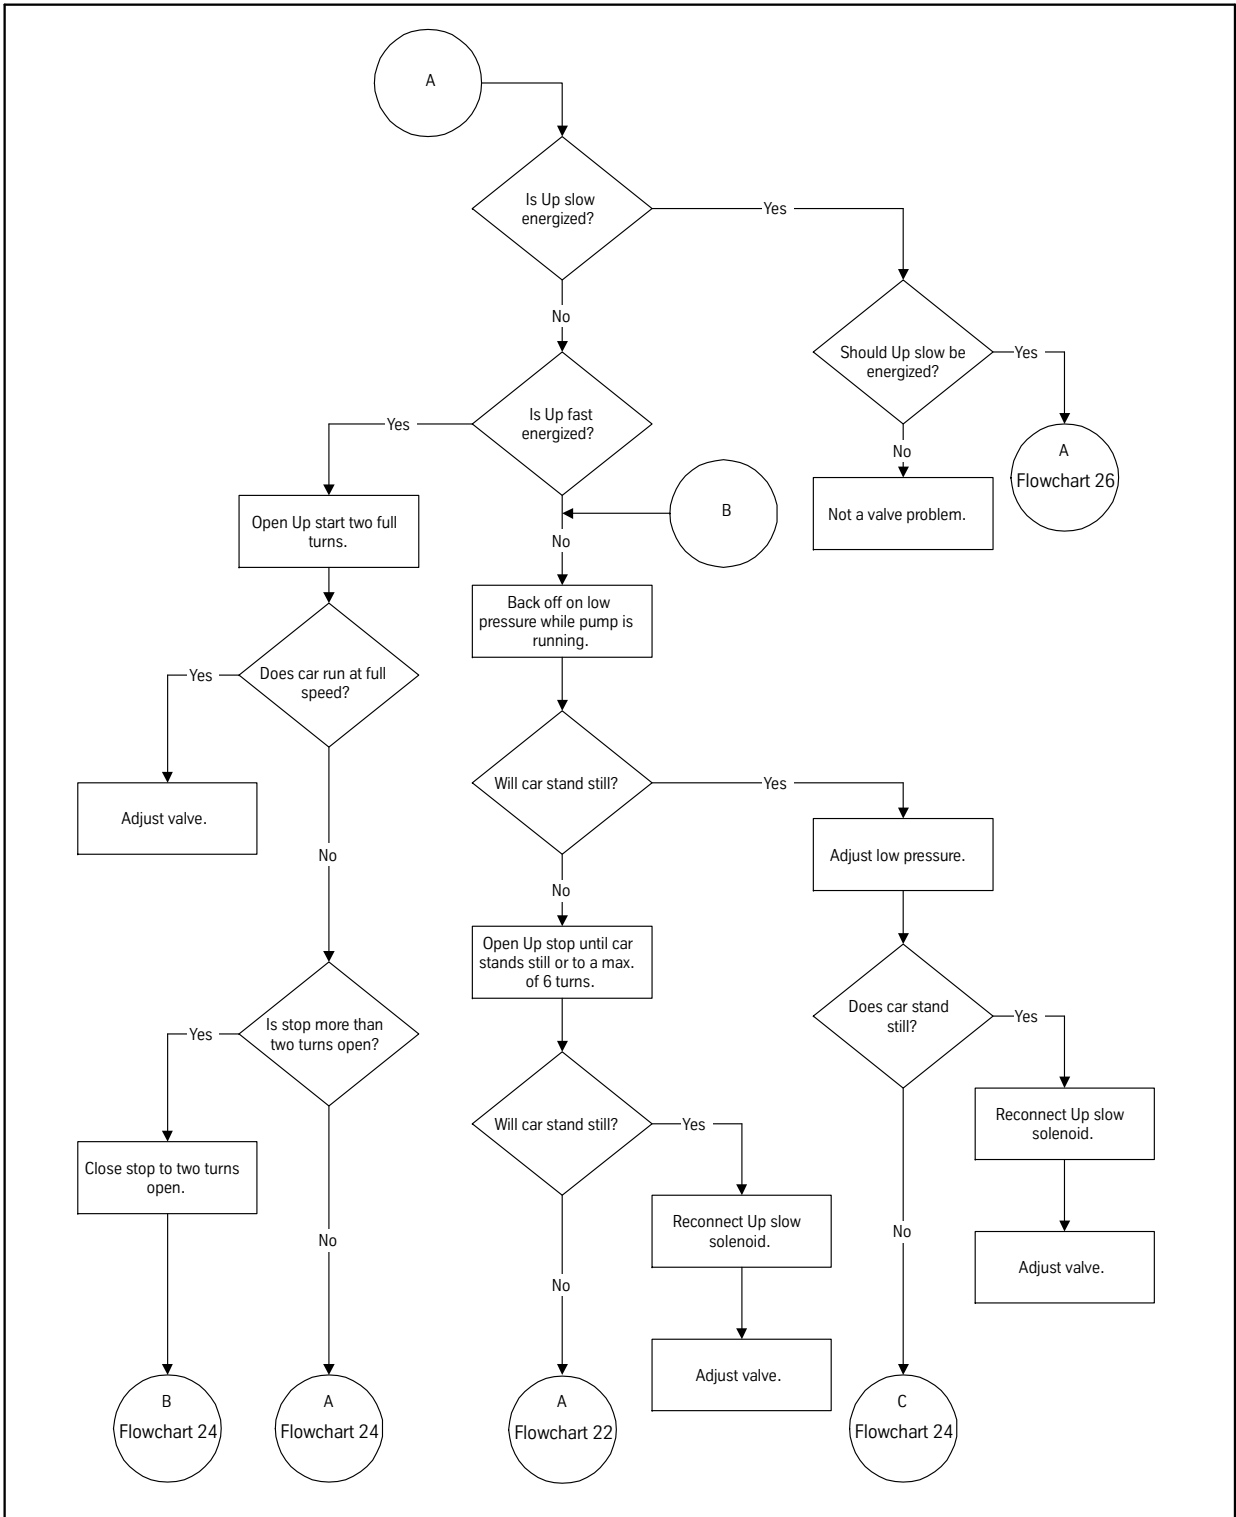 A
Is Up slow
energized?
Yes
No
Should Up slow be
energized?
Yes
A
Flowchart 26
No
Not a valve problem.
Is Up fast
energized?
Yes
B
No
Open Up start two full
turns.
Back off on low
pressure while pump is
running.
Does car run at full
speed?
Yes
Adjust valve.
No
Will car stand still?
Yes
Adjust low pressure.
No
Open Up stop until car
stands still or to a max.
of 6 turns.
Is stop more than
two turns open?
Yes
Does car stand
still?
Yes
Reconnect Up slow
solenoid.
Adjust valve.
Will car stand still?
Yes
Reconnect Up slow
solenoid.
Adjust valve.
Close stop to two turns
open.
No
No
No
B
Flowchart 24
A
Flowchart 24
A
Flowchart 22
C
Flowchart 24